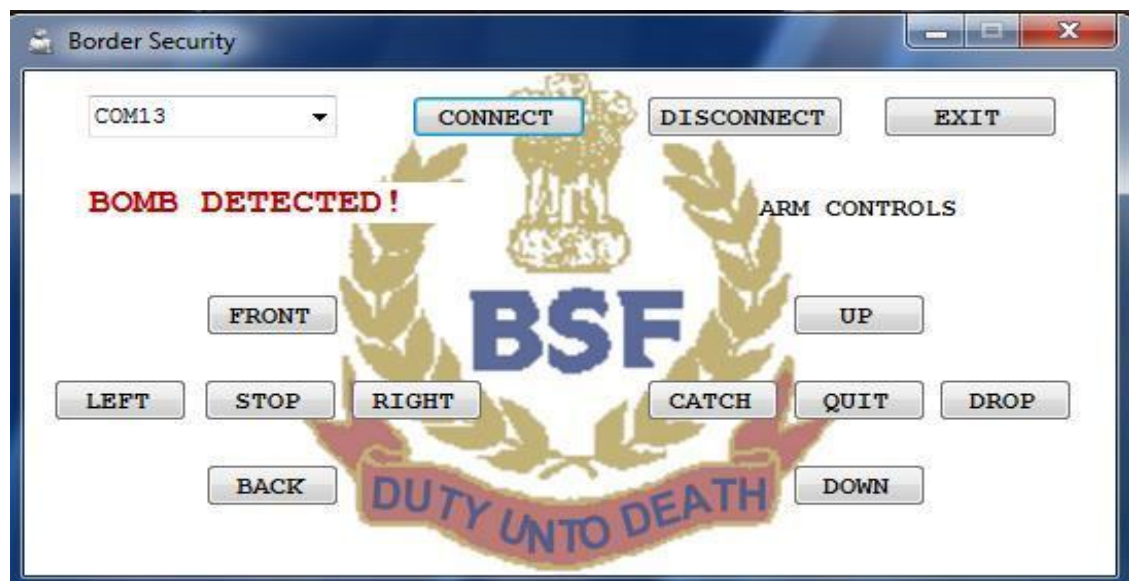 Border Security
COM13 CONNECT DISCONNECT EXIT
BOMB DETECTED!
ARM CONTROLS
FRONT UP
BSF
LEFT STOP RIGHT CATCH QUIT DROP
BACK DOWN
DUTY UNTO DEATH